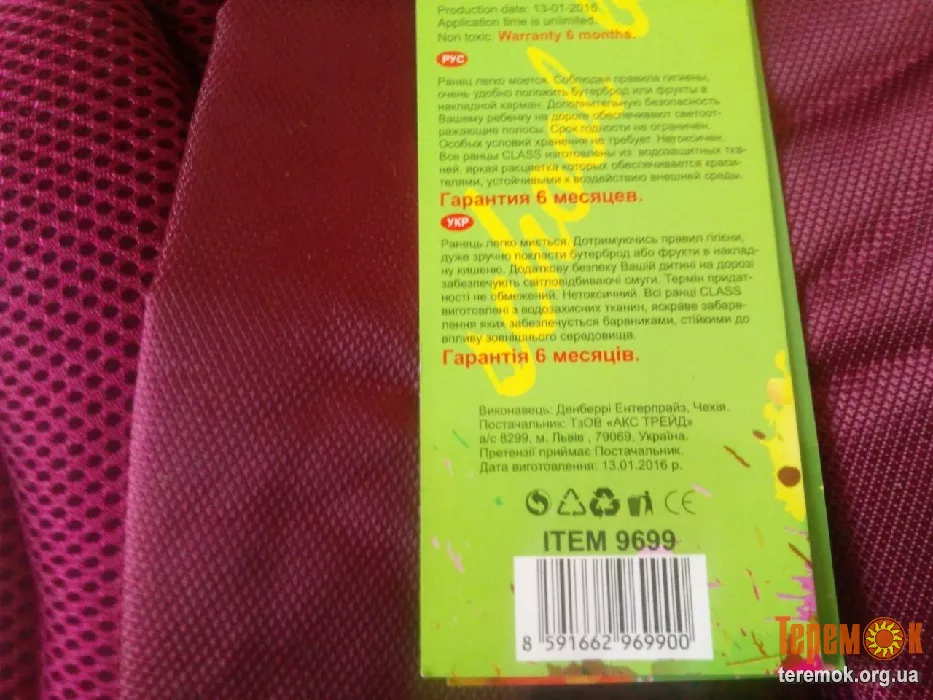 Production date: 13-01-2016
Application time is unlimited.
Non toxic. Warranty 6 months.
РУС
Ранец легко моется. Соблюдая правила гигиены,
очень удобно положить бутерброд или фрукты в
накладной карман. Дополнительную безопасность
Вашему ребенку на дороге обеспечивают светоот-
ражающие полосы. Срок годности на ограничен.
Особых условий хранения не требует. Нетоксичен.
Все ранцы CLASS изготовлены из водозащитных тка-
ней, яркая расцветка которых обеспечивается краси-
телями, устойчивыми к воздействию внешней среды.
Гарантия 6 месяцев.
УКР
Ранець легко миється. Дотримуючись правил гігієни,
дуже зручно покласти бутерброд або фрукти в наклад-
ну кишеню. Додаткову безпеку Вашій дитині на дорозі
забезпечують світловідбиваючі смуги. Термін придат-
ності не обмежений. Нетоксичний. Всі ранці CLASS
виготовлені з водозахисних тканин, яскраве забарв-
лення яких забезпечується барвниками, стійкими до
впливу зовнішнього середовища.
Гарантія 6 місяців.
Виконавець: Денберрі Ентерпрайз, Чехія.
Постачальник: ТзОВ «АКС ТРЕЙД»
а/с 8299, м. Львів , 79069, Україна.
Претензії приймає Постачальник.
Дата виготовлення: 13.01.2016 р.
CE
ITEM 9699
8 591662 969900
Теремок
teremok.org.ua